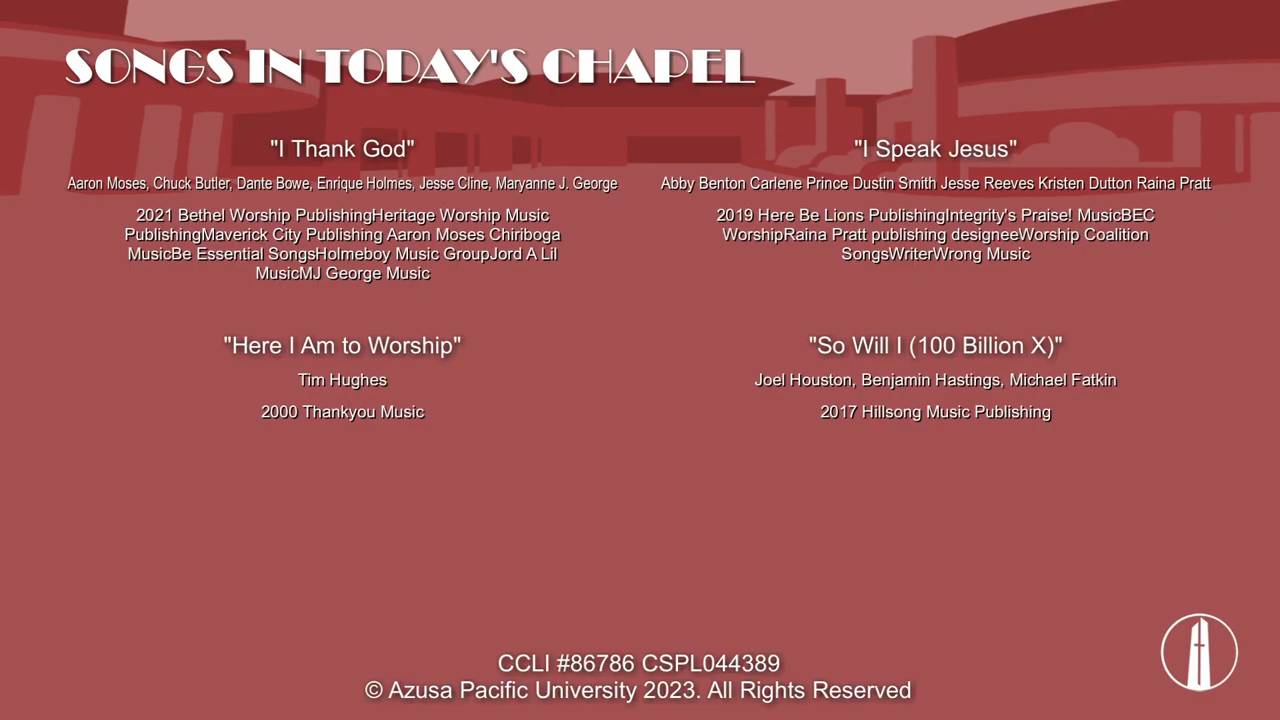 SONGS IN TODAY'S CHAPEL
"I Thank God"
Aaron Moses, Chuck Butler, Dante Bowe, Enrique Holmes, Jesse Cline, Maryanne J. George
2021 Bethel Worship PublishingHeritage Worship Music
PublishingMaverick City Publishing Aaron Moses Chiriboga
MusicBe Essential SongsHolmeboy Music GroupJord A Lil
MusicMJ George Music
"I Speak Jesus"
Abby Benton Carlene Prince Dustin Smith Jesse Reeves Kristen Dutton Raina Pratt
2019 Here Be Lions PublishingIntegrity's Praise! MusicBEC
WorshipRaina Pratt publishing designeeWorship Coalition
SongsWriterWrong Music
"Here I Am to Worship"
Tim Hughes
2000 Thankyou Music
"So Will I (100 Billion X)"
Joel Houston, Benjamin Hastings, Michael Fatkin
2017 Hillsong Music Publishing
CCLI #86786 CSPL044389
© Azusa Pacific University 2023. All Rights Reserved